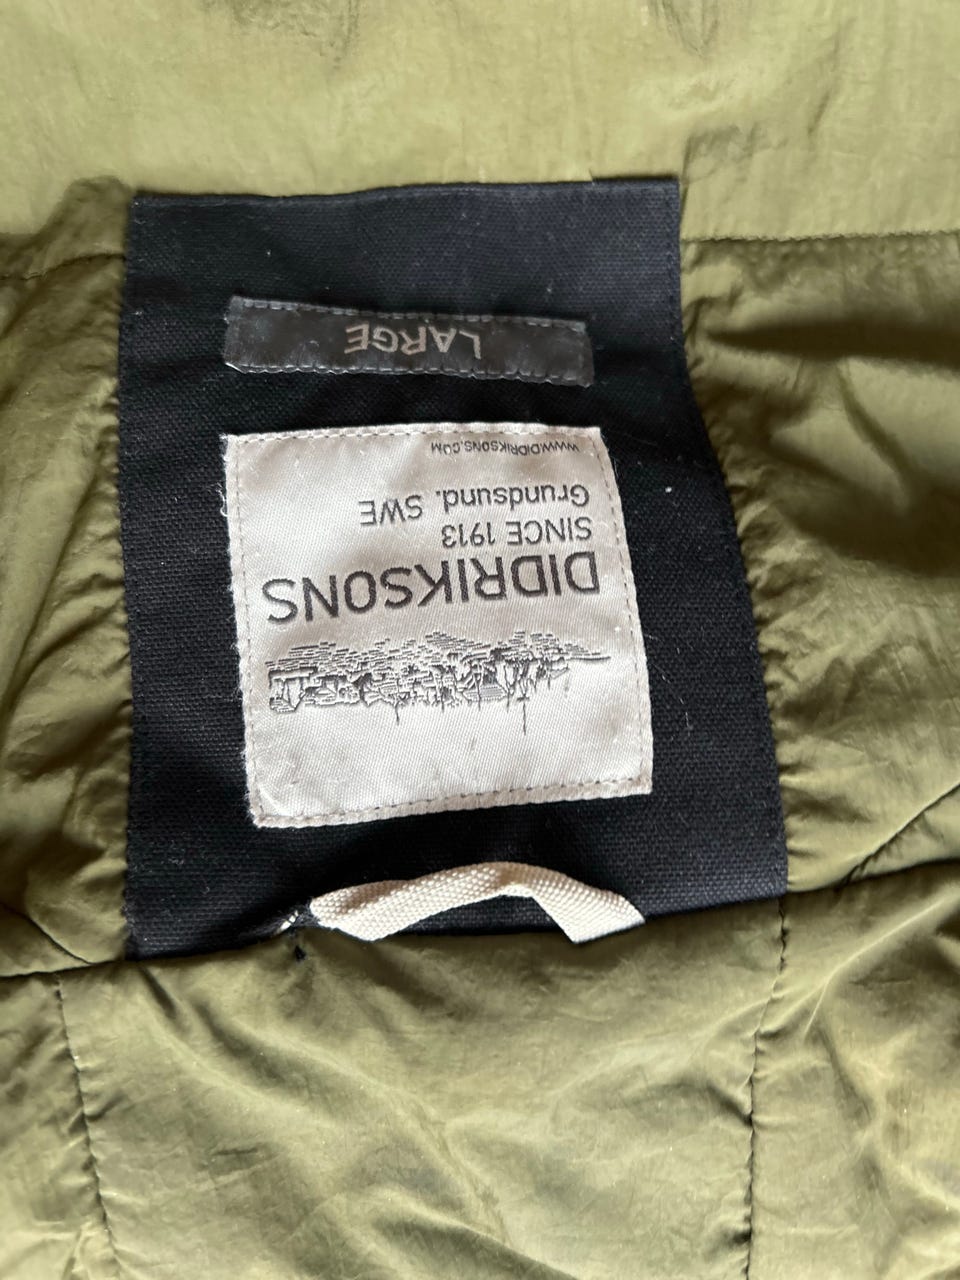 DIDRIKSONS
SINCE 1913
Grundsund. SWE
WWW.DIDRIKSONS.COM
LARGE